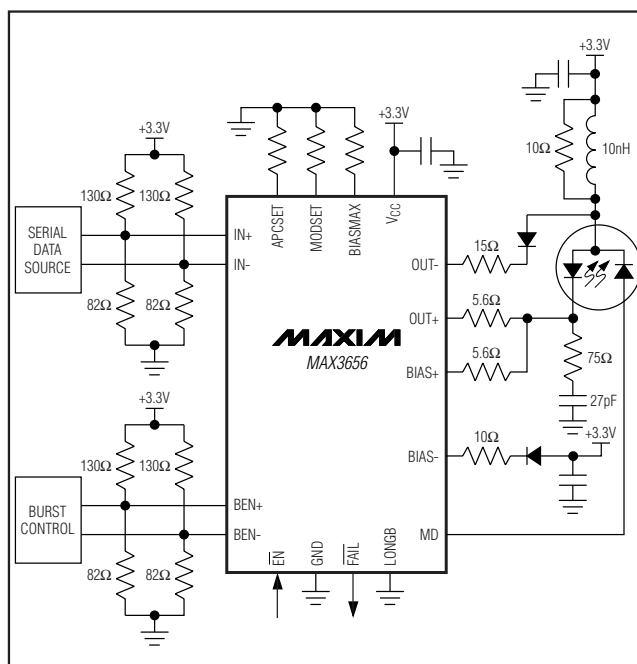 +3.3V
+3.3V
+3.3V
10Ω
10nH
130Ω
130Ω
APCSET
MODSET
BIASMAX
VCC
SERIAL
DATA
SOURCE
IN+
IN-
OUT-
15Ω
82Ω
82Ω
OUT+
5.6Ω
MAXIM
MAX3656
BIAS+
5.6Ω
75Ω
27pF
+3.3V
+3.3V
130Ω
130Ω
BIAS-
10Ω
BURST
CONTROL
BEN+
BEN-
MD
82Ω
82Ω
EN
GND
FAIL
LONGB